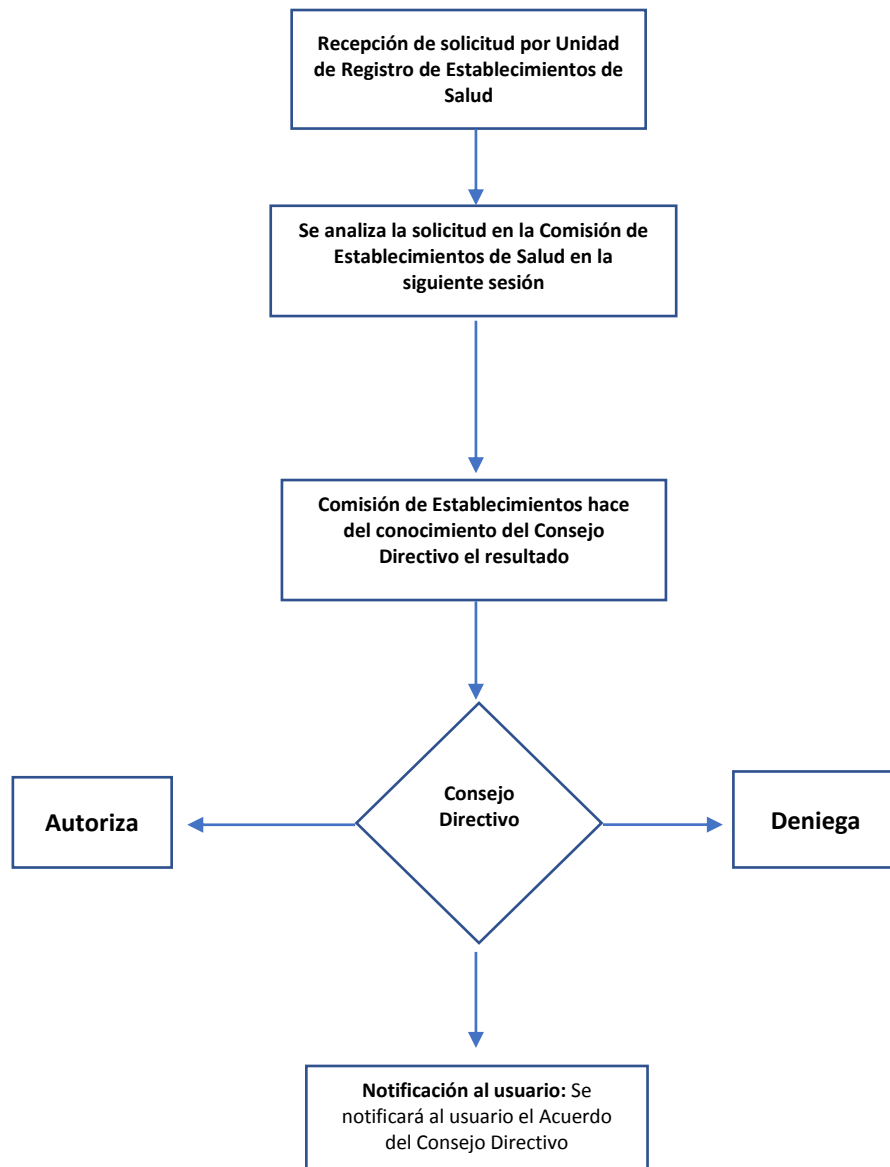 Recepción de solicitud por Unidad
de Registro de Establecimientos de
Salud
Se analiza la solicitud en la Comisión de
Establecimientos de Salud en la
siguiente sesión
Comisión de Establecimientos hace
del conocimiento del Consejo
Directivo el resultado
Consejo
Directivo
Autoriza
Deniega
Notificación al usuario: Se
notificará al usuario el Acuerdo
del Consejo Directivo